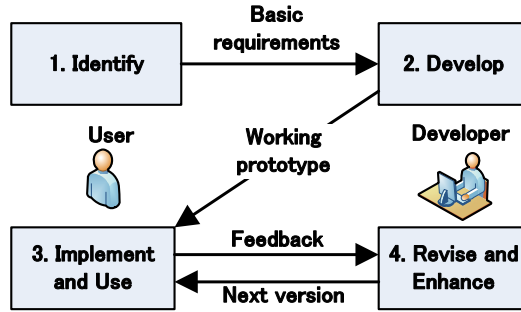 Basic
requirements
1. Identify
2. Develop
User
Working
prototype
Developer
3. Implement
and Use
Feedback
4. Revise and
Enhance
Next version